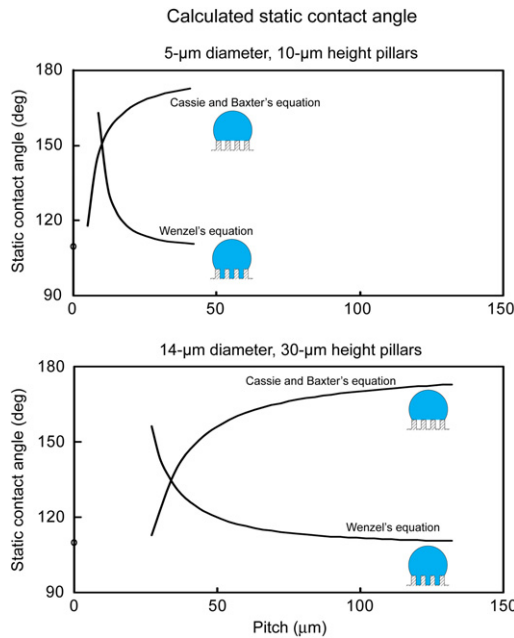 Calculated static contact angle
5-μm diameter, 10-μm height pillars
180
150
120
90
Static contact angle (deg)
Cassie and Baxter's equation
Wenzel's equation
0
50
100
150
14-μm diameter, 30-μm height pillars
180
150
120
90
Static contact angle (deg)
Cassie and Baxter's equation
Wenzel's equation
0
50
100
150
Pitch (μm)